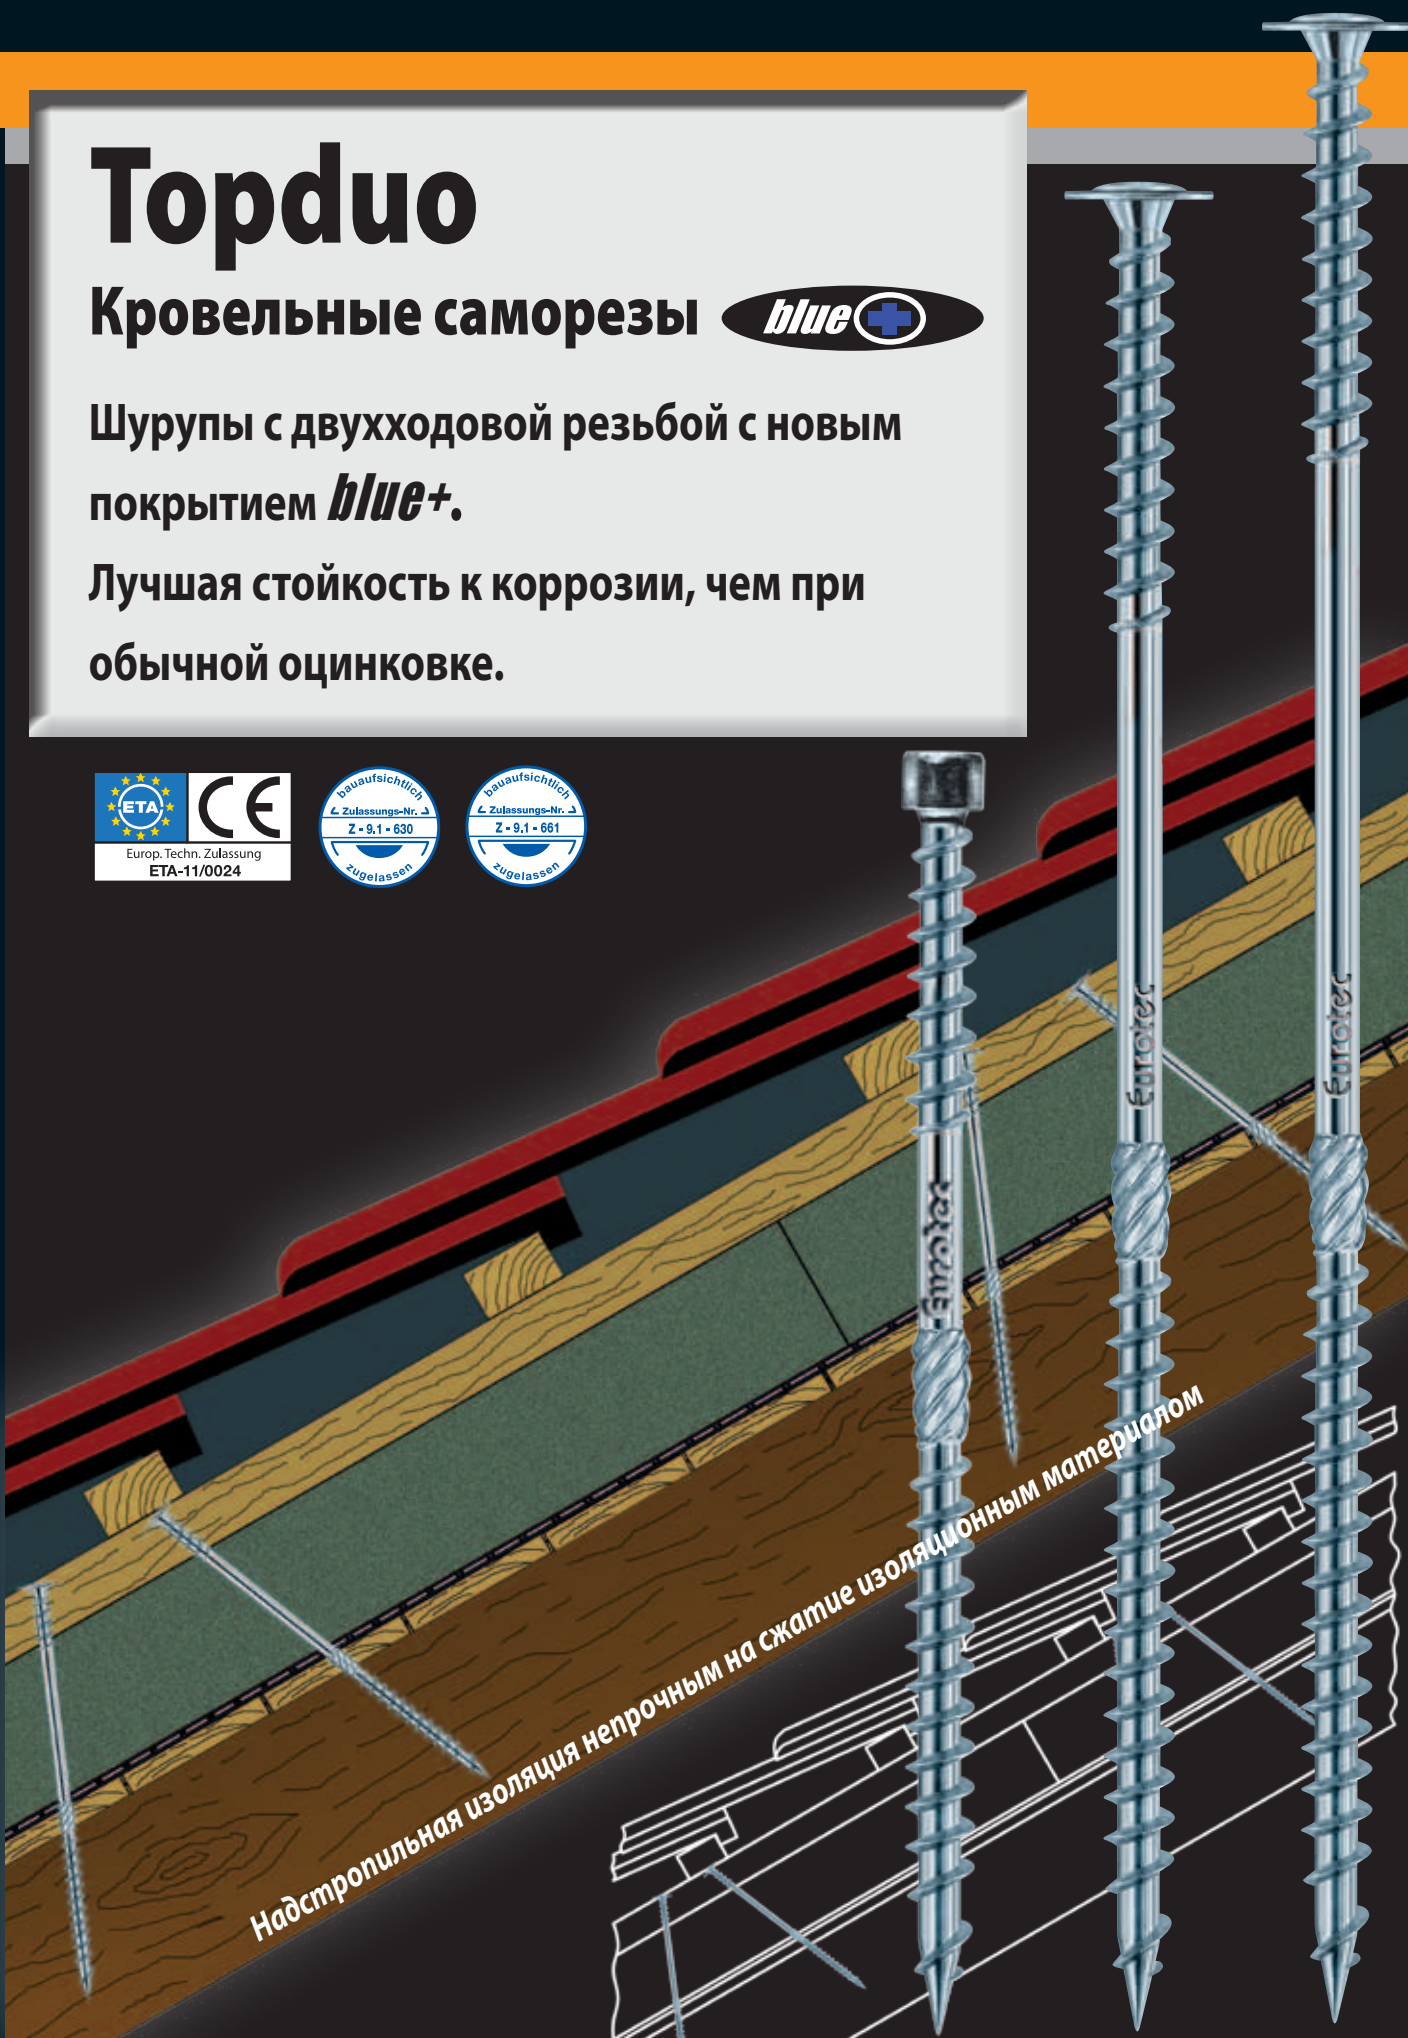 Topduo
Кровельные саморезы blue+
Шурупы с двухходовой резьбой с новым
покрытием blue+.
Лучшая стойкость к коррозии, чем при
обычной оцинковке.
ETA CE
Europ. Techn. Zulassung
ETA-11/0024
bauaufsichtlich
Zulassungs-Nr.
Z - 9.1 - 630
zugelassen
bauaufsichtlich
Zulassungs-Nr.
Z - 9.1 - 661
zugelassen
Eurotec
Eurotec
Eurotec
Надстропильная изоляция непрочным на сжатие изоляционным материалом